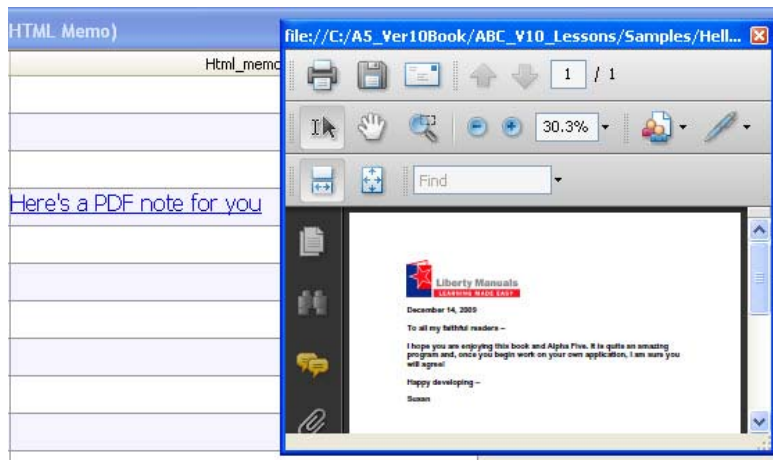 HTML Memo)
file://C:/A5_Ver10Book/ABC_V10_Lessons/Samples/Hell...
Html_memo
1 / 1
30.3%
Find
Here's a PDF note for you
Liberty Manuals
LEARNING MADE EASY
December 14, 2009
To all my faithful readers –
I hope you are enjoying this book and Alpha Five. It is quite an amazing
program and, once you begin work on your own application, I am sure you
will agree!
Happy developing –
Susan